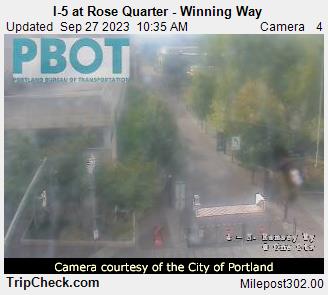 I-5 at Rose Quarter - Winning Way
Updated Sep 27 2023 10:35 AM Camera 4
PBOT
PORTLAND BUREAU OF TRANSPORTATION
Camera courtesy of the City of Portland
TripCheck.com Milepost302.00